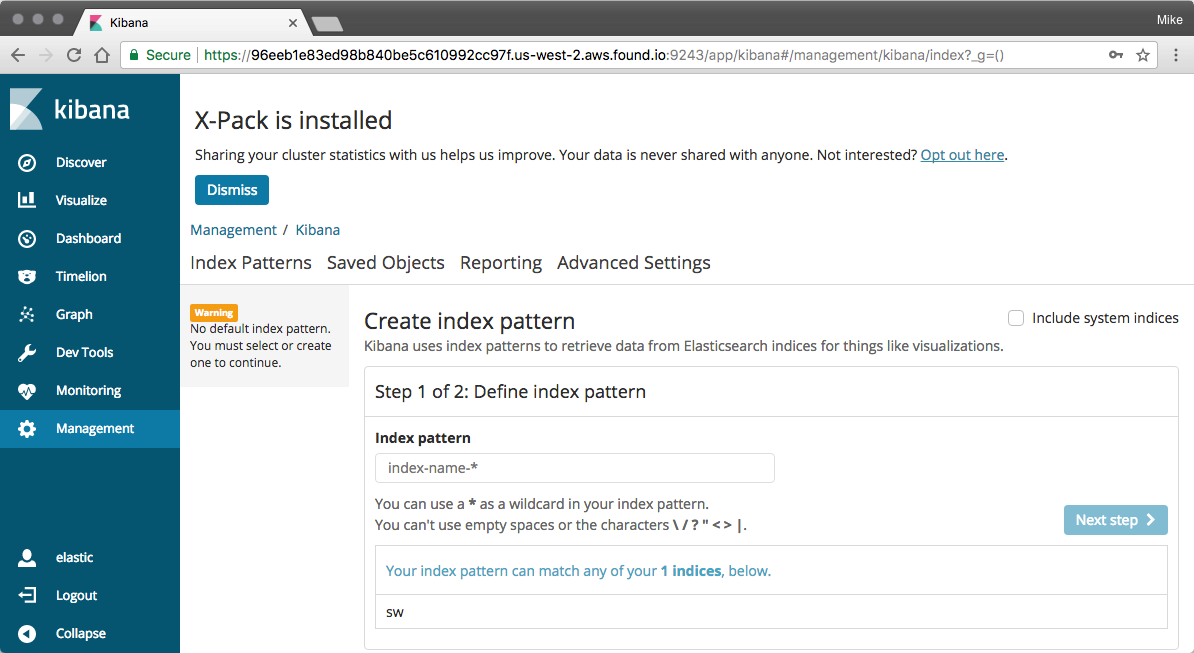 Kibana
Mike
Secure https://96eeb1e83ed98b840be5c610992cc97f.us-west-2.aws.found.io:9243/app/kibana#/management/kibana/index?_g=()
kibana
Discover
Visualize
Dashboard
Timelion
Graph
Dev Tools
Monitoring
Management
elastic
Logout
Collapse
X-Pack is installed
Sharing your cluster statistics with us helps us improve. Your data is never shared with anyone. Not interested? Opt out here.
Dismiss
Management / Kibana
Index Patterns Saved Objects Reporting Advanced Settings
Warning
No default index pattern.
You must select or create
one to continue.
Create index pattern
Include system indices
Kibana uses index patterns to retrieve data from Elasticsearch indices for things like visualizations.
Step 1 of 2: Define index pattern
Index pattern
index-name-*
You can use a * as a wildcard in your index pattern.
You can't use empty spaces or the characters \ / ? " < > |.
Next step
Your index pattern can match any of your 1 indices, below.
sw